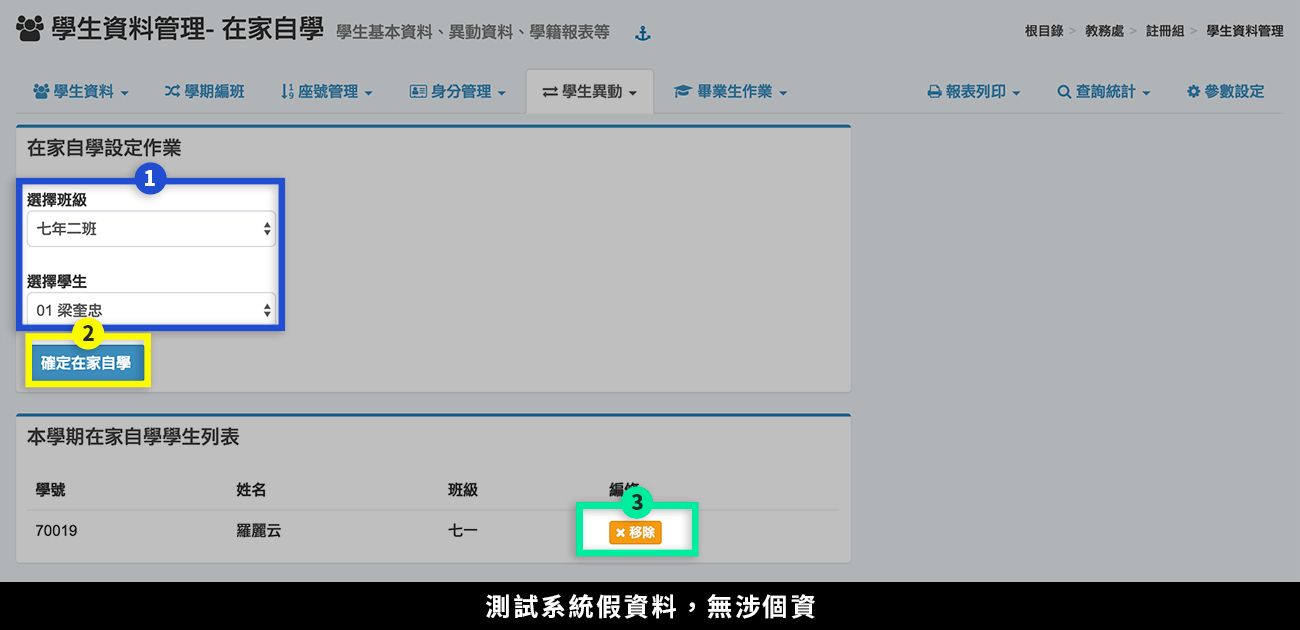 學生資料管理- 在家自學 學生基本資料、異動資料、學籍報表等
根目錄 > 教務處 > 註冊組 > 學生資料管理
學生資料 學期編班 座號管理 身分管理 學生異動 畢業生作業 報表列印 查詢統計 參數設定
在家自學設定作業
1
選擇班級
七年二班
選擇學生
01 梁奎忠
2
確定在家自學
本學期在家自學學生列表
學號 姓名 班級 編修
3
70019 羅麗云 七一 移除
測試系統假資料，無涉個資